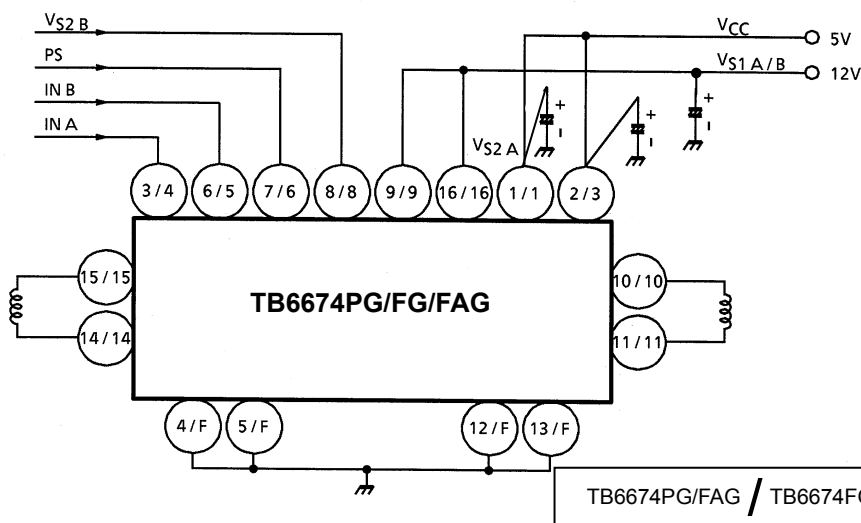 VS2 B
VCC
5V
PS
VS1 A/B
12V
IN B
IN A
+
-
+
-
+
-
VS2 A
3/4
6/5
7/6
8/8
9/9
16/16
1/1
2/3
15/15
10/10
TB6674PG/FG/FAG
14/14
11/11
4/F
5/F
12/F
13/F
TB6674PG/FAG / TB6674FG